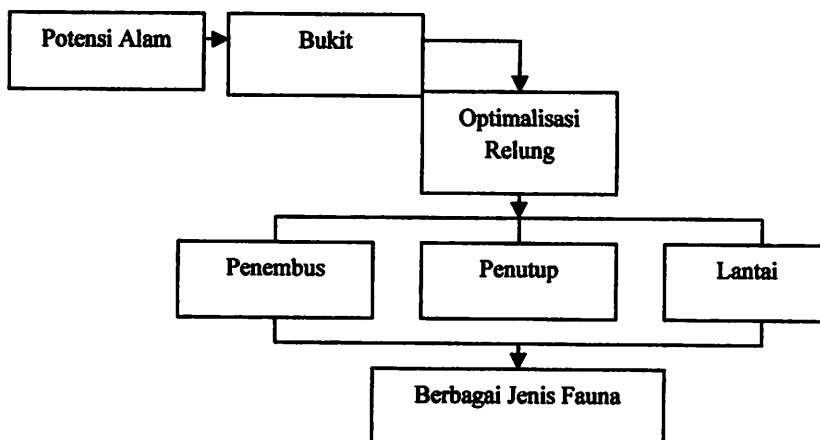 Potensi Alam
Bukit
Optimalisasi
Relung
Penembus
Penutup
Lantai
Berbagai Jenis Fauna